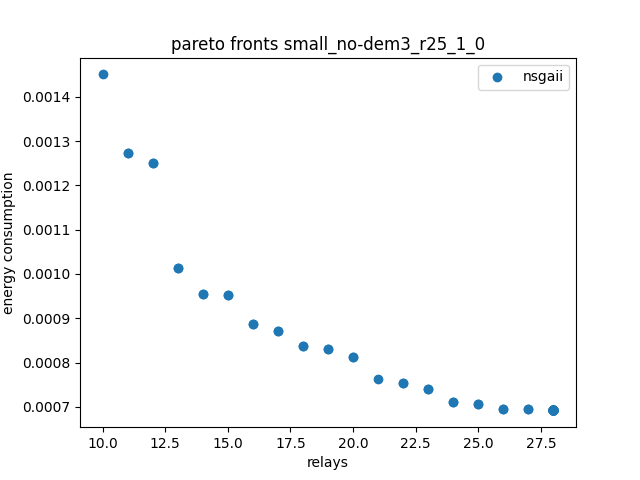 pareto fronts small_no-dem3_r25_1_0
nsgaii
energy consumption
0.0014
0.0013
0.0012
0.0011
0.0010
0.0009
0.0008
0.0007
10.0 12.5 15.0 17.5 20.0 22.5 25.0 27.5
relays